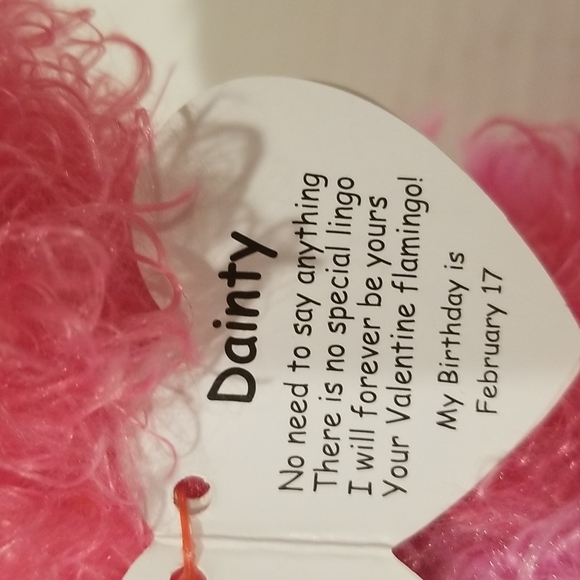 Dainty
No need to say anything
There is no special lingo
I will forever be yours
Your Valentine flamingo!
My Birthday is
February 17